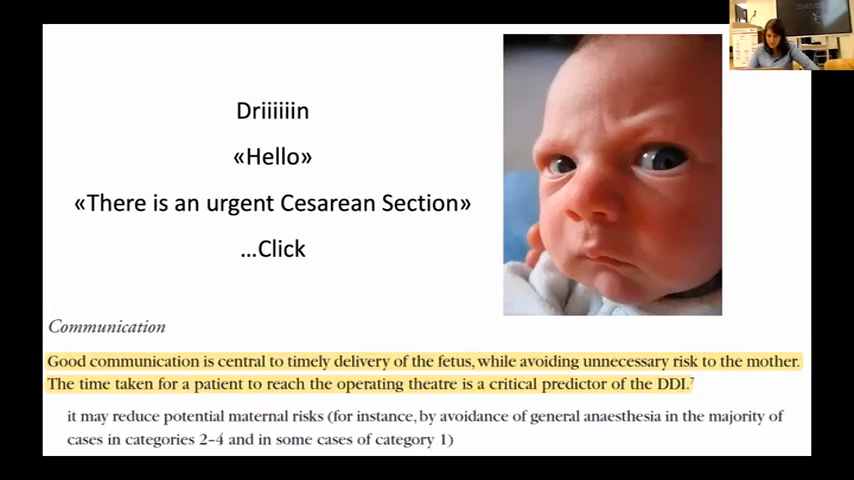 Driiiiiin
«Hello»
«There is an urgent Cesarean Section»
...Click
Communication
Good communication is central to timely delivery of the fetus, while avoiding unnecessary risk to the mother.
The time taken for a patient to reach the operating theatre is a critical predictor of the DDI.7
it may reduce potential maternal risks (for instance, by avoidance of general anaesthesia in the majority of
cases in categories 2–4 and in some cases of category 1)